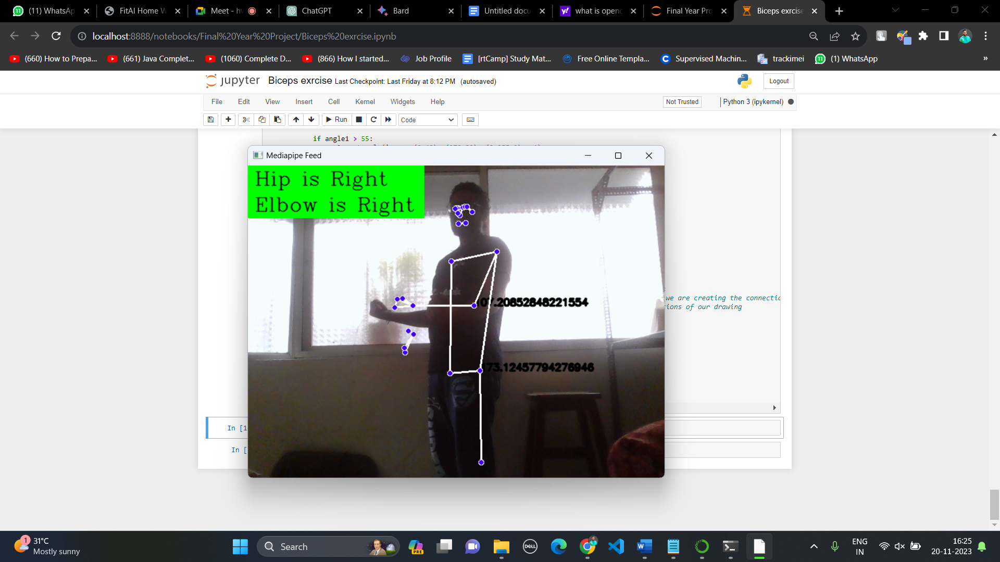 (11) WhatsApp
FitAI Home W
Meet - hv
ChatGPT
Bard
Untitled docu
what is openc
Final Year Pro
Biceps exrcise
localhost:8888/notebooks/Final%20Year%20Project/Biceps%20exrcise.ipynb
(660) How to Prepa...
(661) Java Complet...
(1060) Complete D...
(866) How I started...
Job Profile
[rtCamp] Study Mat...
Free Online Templa...
Supervised Machin...
trackimei
(1) WhatsApp
»
jupyter
Biceps exrcise Last Checkpoint: Last Friday at 8:12 PM (autosaved)
Logout
File Edit View Insert Cell Kernel Widgets Help
Not Trusted
Python 3 (ipykernel)
Run
Code
if angle1 > 55:
Mediapipe Feed
Hip is Right
Elbow is Right
07.20852848221554
we are creating the connectio
ions of our drawing
73.12457794276946
In [1
In [
1
31°C
Mostly sunny
Search
PRE
DELL
ENG
IN
16:25
20-11-2023